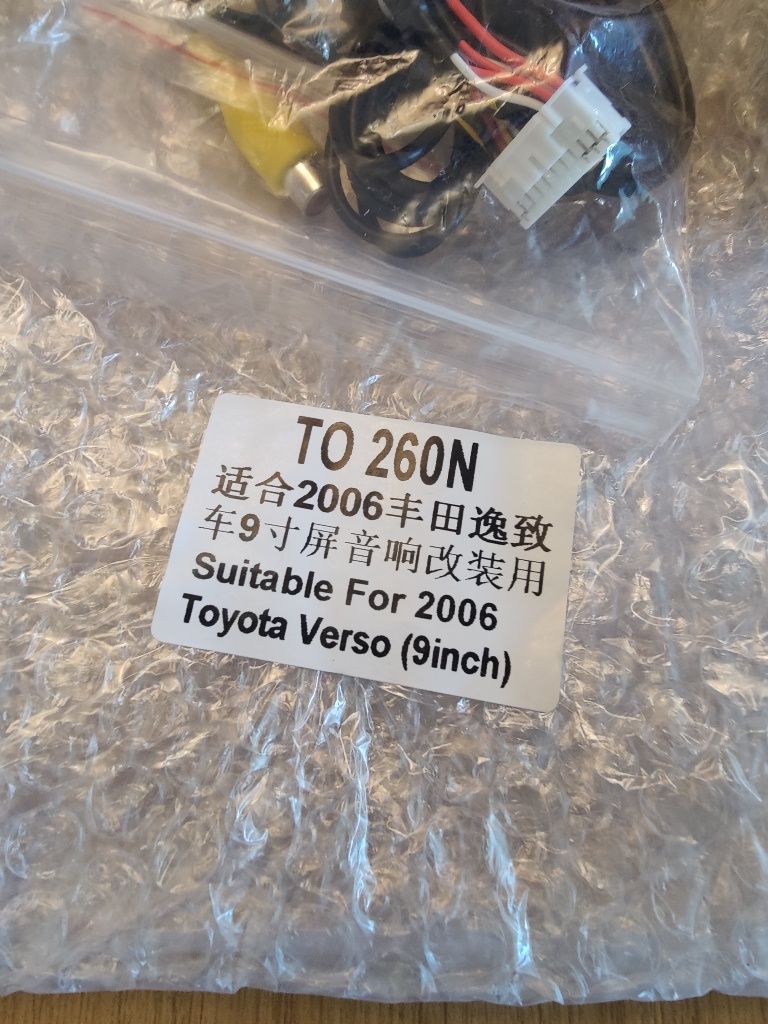 TO 260N
适合2006丰田逸致
车9寸屏音响改装用
Suitable For 2006
Toyota Verso (9inch)